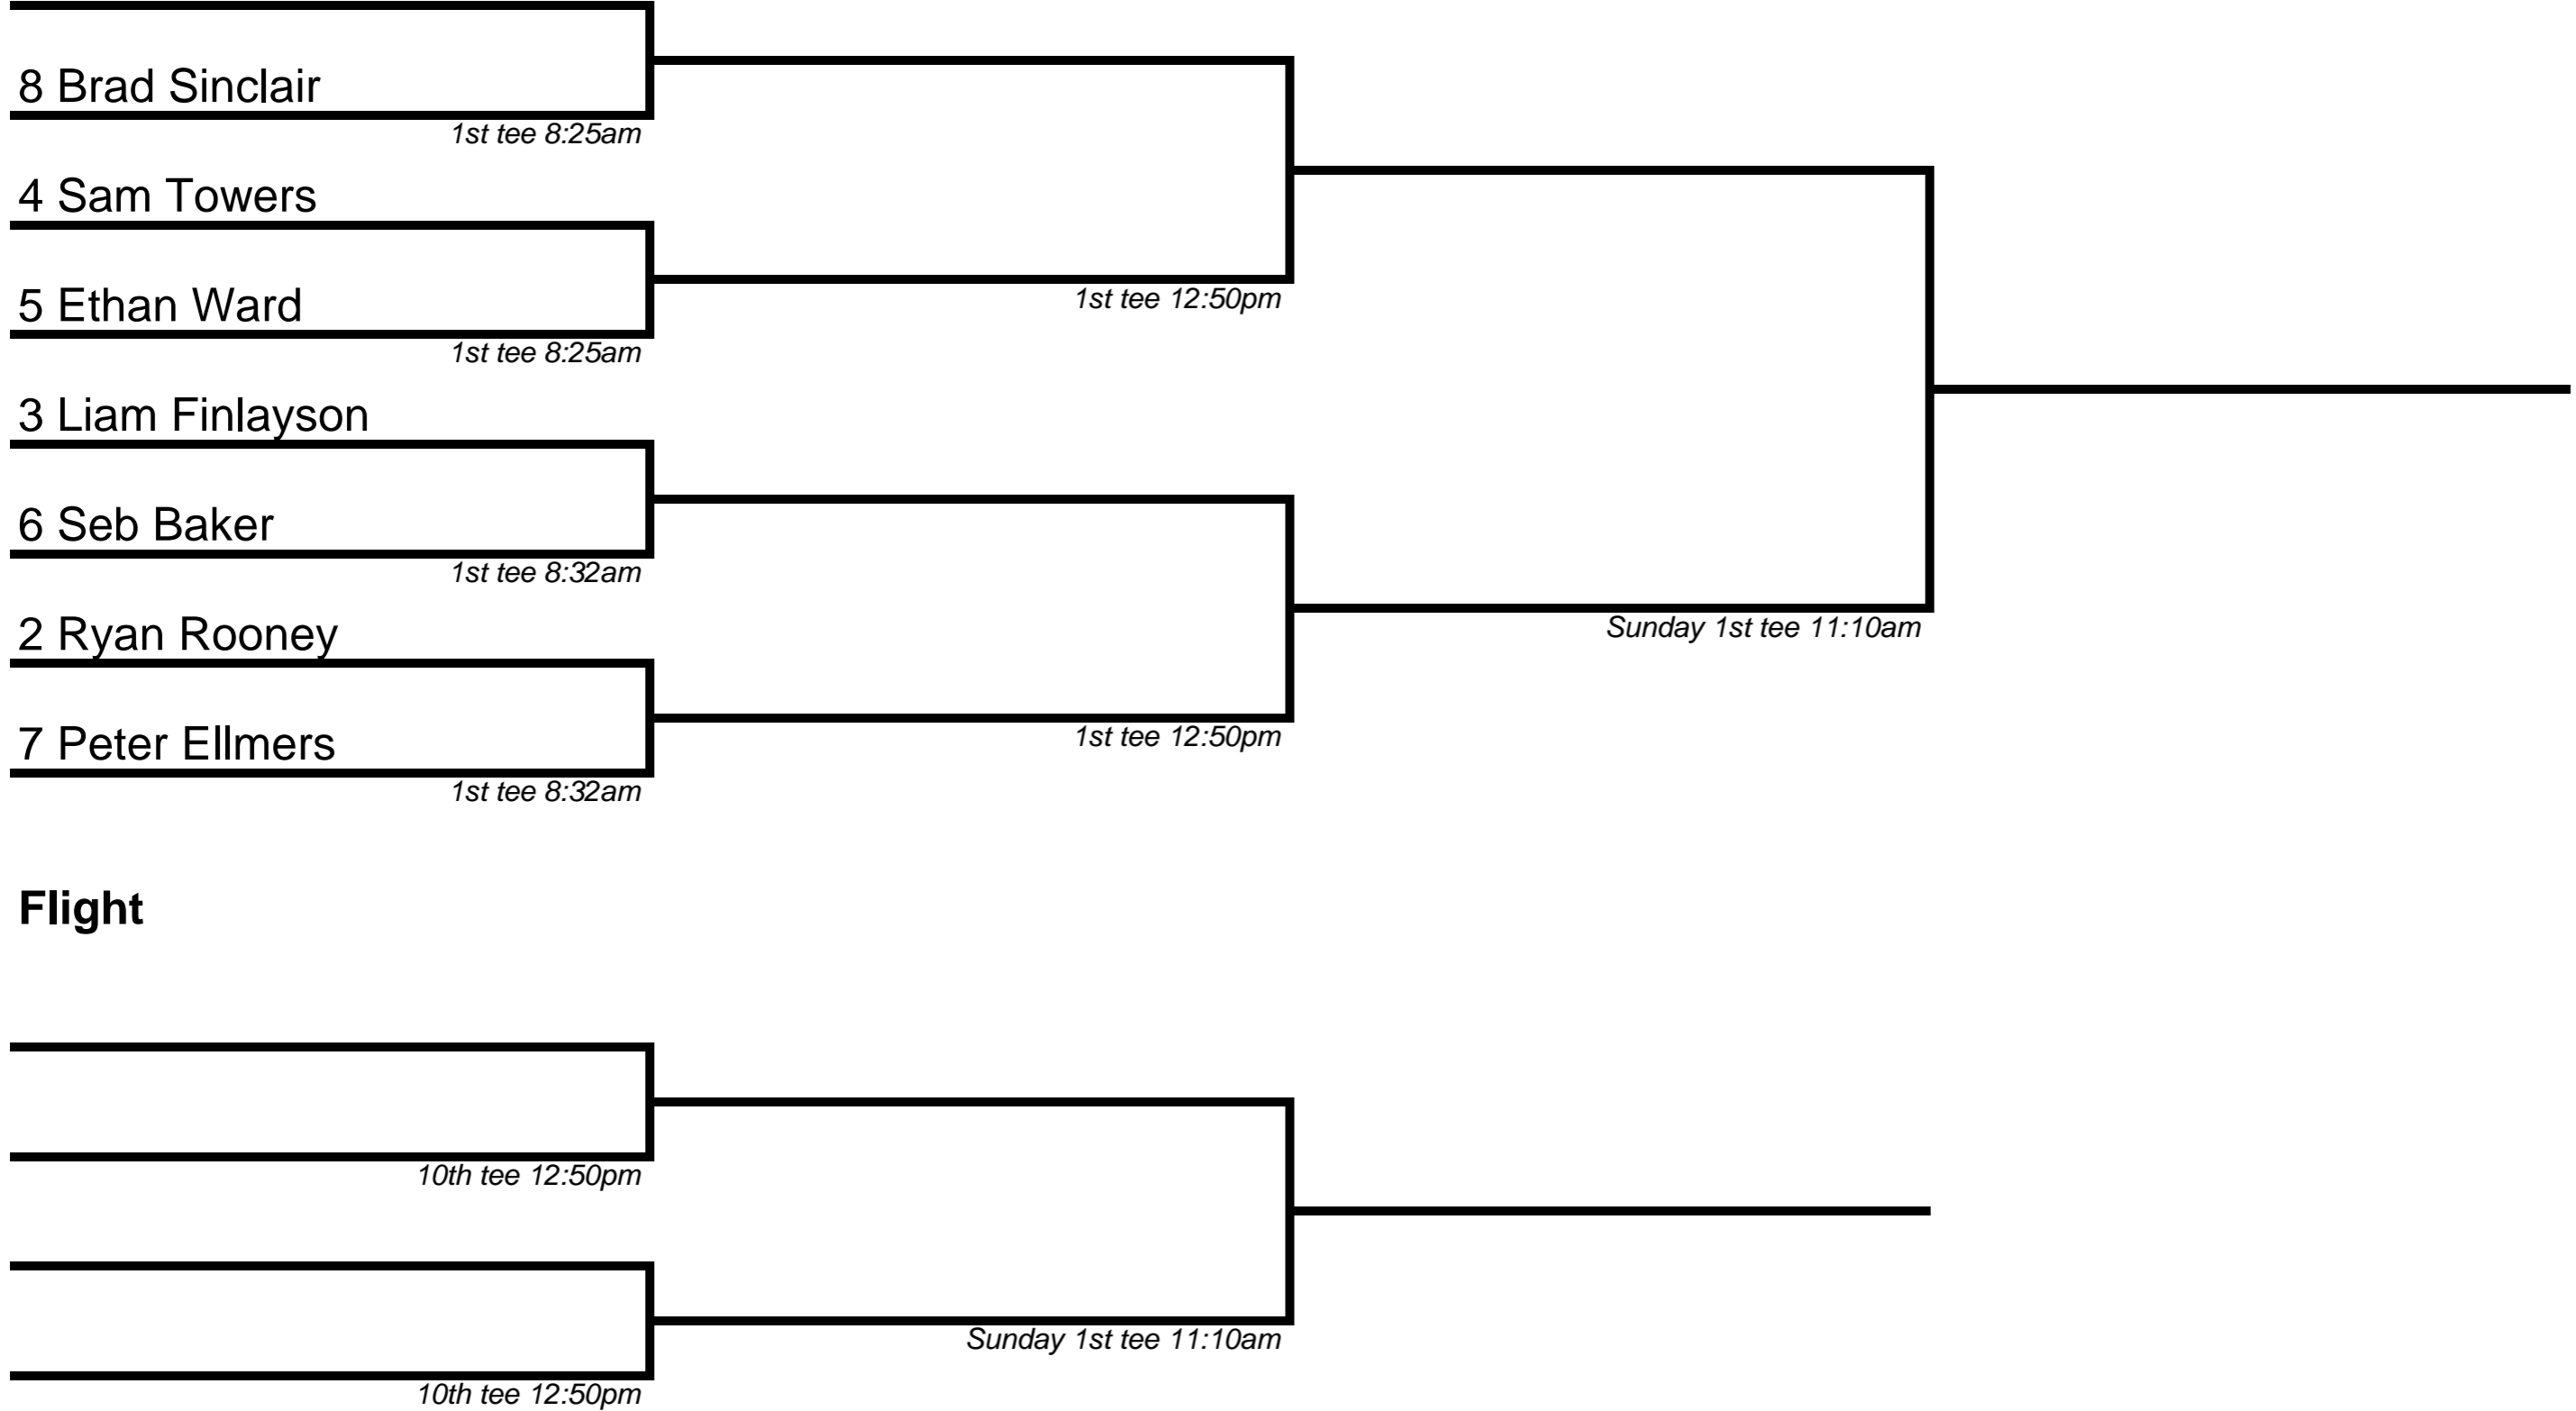 8 Brad Sinclair
1st tee 8:25am
4 Sam Towers
5 Ethan Ward
1st tee 12:50pm
1st tee 8:25am
3 Liam Finlayson
6 Seb Baker
1st tee 8:32am
2 Ryan Rooney
Sunday 1st tee 11:10am
7 Peter Ellmers
1st tee 12:50pm
1st tee 8:32am
Flight
10th tee 12:50pm
Sunday 1st tee 11:10am
10th tee 12:50pm